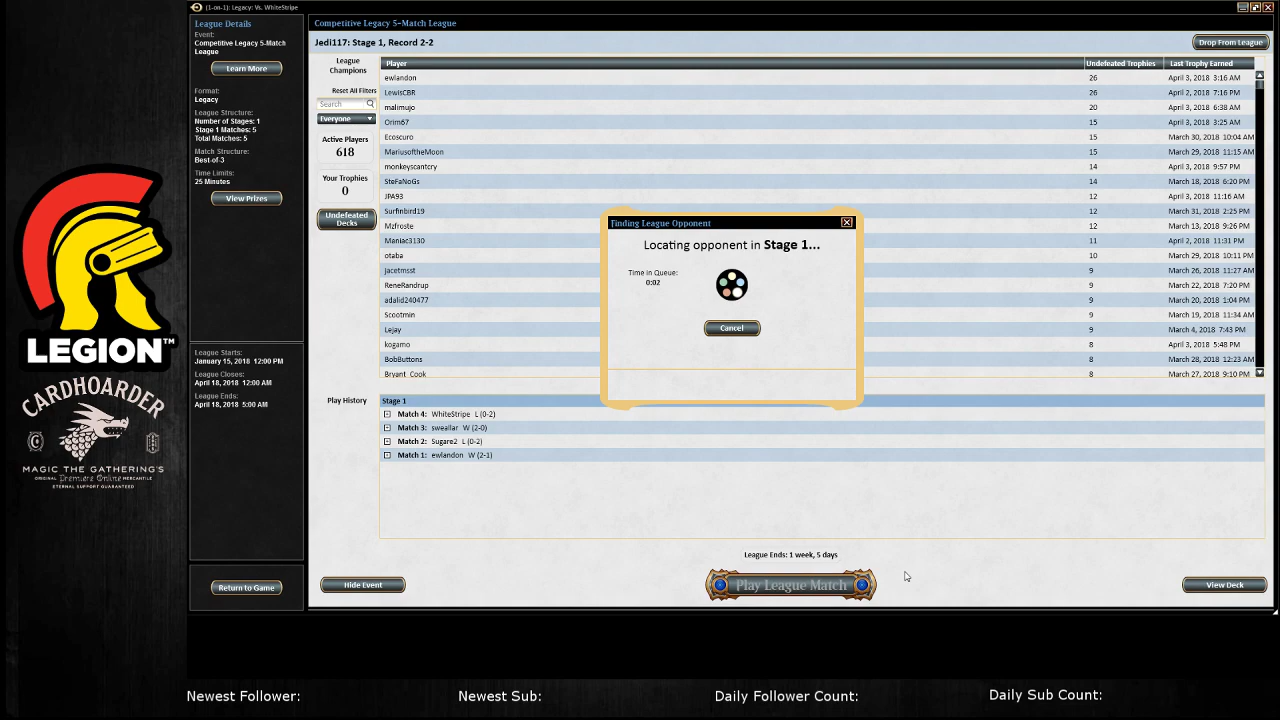 (1-on-1): Legacy: Vs. WhiteStripe
League Details
Event:
Competitive Legacy 5-Match
League
Learn More
Format:
Legacy
League Structure:
Number of Stages: 1
Stage 1 Matches: 5
Total Matches: 5
Match Structure:
Best-of-3
Time Limits:
25 Minutes
View Prizes
League Starts:
January 15, 2018 12:00 PM
League Closes:
April 18, 2018 12:00 AM
League Ends:
April 18, 2018 5:00 AM
Return to Game
LEGION™
CARDHOARDER
MAGIC THE GATHERING'S
ORIGINAL Premiere Online MERCANTILE
ETERNAL SUPPORT GUARANTEED
Competitive Legacy 5-Match League
Jedi117: Stage 1, Record 2-2
Drop From League
League
Champions
Reset All Filters
Search
Everyone
Active Players
618
Your Trophies
0
Undefeated
Decks
Player Undefeated Trophies Last Trophy Earned
ewlandon 26 April 3, 2018 3:16 AM
LewisCBR 26 April 2, 2018 7:16 PM
malimujo 20 April 3, 2018 6:38 AM
Orim67 15 April 3, 2018 3:25 AM
Ecoscuro 15 March 30, 2018 10:04 AM
MariusoftheMoon 15 March 29, 2018 11:15 AM
monkeyscantcry 14 April 3, 2018 9:57 PM
SteFaNoGs 14 March 18, 2018 6:20 PM
JPA93 12 April 3, 2018 11:16 AM
Surfinbird19 12 March 31, 2018 2:25 PM
Mzfroste 12 March 13, 2018 9:26 PM
Meniac3130 11 April 2, 2018 11:31 PM
otaba 10 March 29, 2018 10:11 PM
jacetmsst 9 March 26, 2018 11:27 AM
ReneRandrup 9 March 22, 2018 7:20 PM
adalid240477 9 March 20, 2018 1:04 PM
Scootmin 9 March 19, 2018 11:34 AM
Lejay 9 March 4, 2018 7:43 PM
kogamo 8 April 3, 2018 5:48 PM
BobButtons 8 March 28, 2018 12:23 AM
Bryant_Cook 8 March 27, 2018 9:10 PM
Finding League Opponent
Locating opponent in Stage 1...
Time in Queue:
0:02
Cancel
Play History
Stage 1
Match 4: WhiteStripe L (0-2)
Match 3: sweallar W (2-0)
Match 2: Sugare2 L (0-2)
Match 1: ewlandon W (2-1)
League Ends: 1 week, 5 days
Hide Event
Play League Match
View Deck
Newest Follower:
Newest Sub:
Daily Follower Count:
Daily Sub Count: